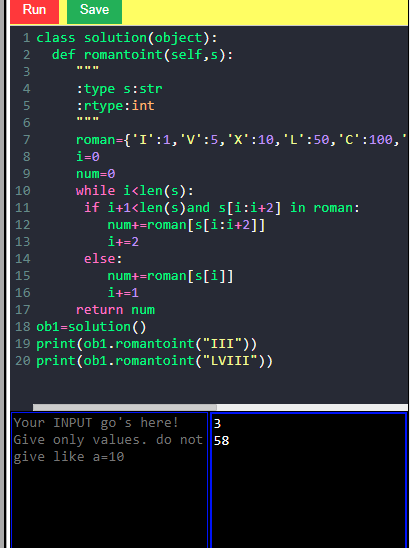 Run Save
1 class solution(object):
2 def romantoint(self,s):
3 """
4 :type s:str
5 :rtype:int
6 """
7 roman={'I':1,'V':5,'X':10,'L':50,'C':100,'
8 i=0
9 num=0
10 while i<len(s):
11 if i+1<len(s)and s[i:i+2] in roman:
12 num+=roman[s[i:i+2]]
13 i+=2
14 else:
15 num+=roman[s[i]]
16 i+=1
17 return num
18 ob1=solution()
19 print(ob1.romantoint("III"))
20 print(ob1.romantoint("LVIII"))
Your INPUT go's here!
Give only values. do not
give like a=10
3
58